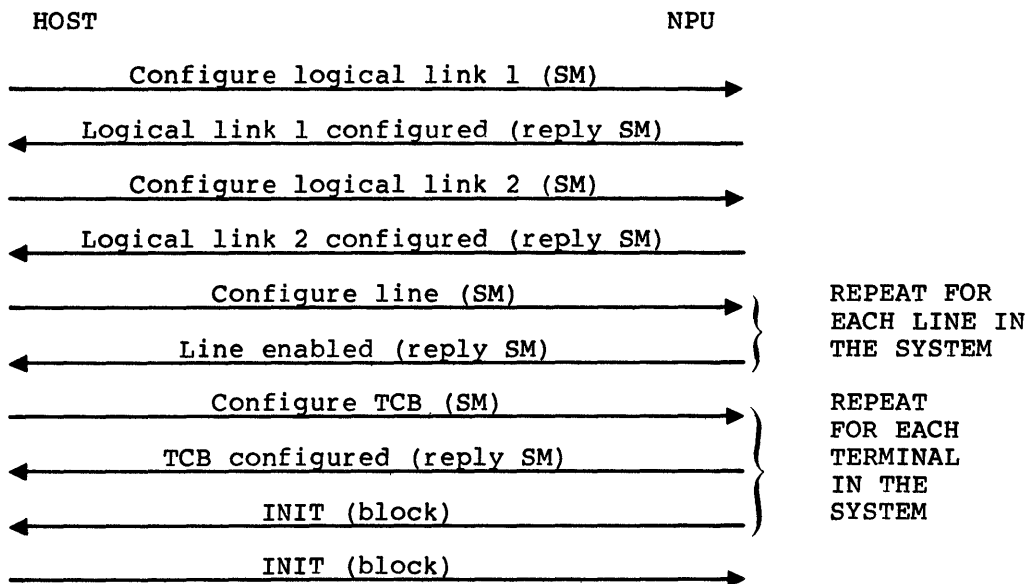 HOST NPU
Configure logical link 1 (SM)
Logical link 1 configured (reply SM)
Configure logical link 2 (SM)
Logical link 2 configured (reply SM)
Configure line (SM)
Line enabled (reply SM)
REPEAT FOR
EACH LINE IN
THE SYSTEM
Configure TCB (SM)
TCB configured (reply SM)
INIT (block)
REPEAT
FOR EACH
TERMINAL
IN THE
SYSTEM
INIT (block)